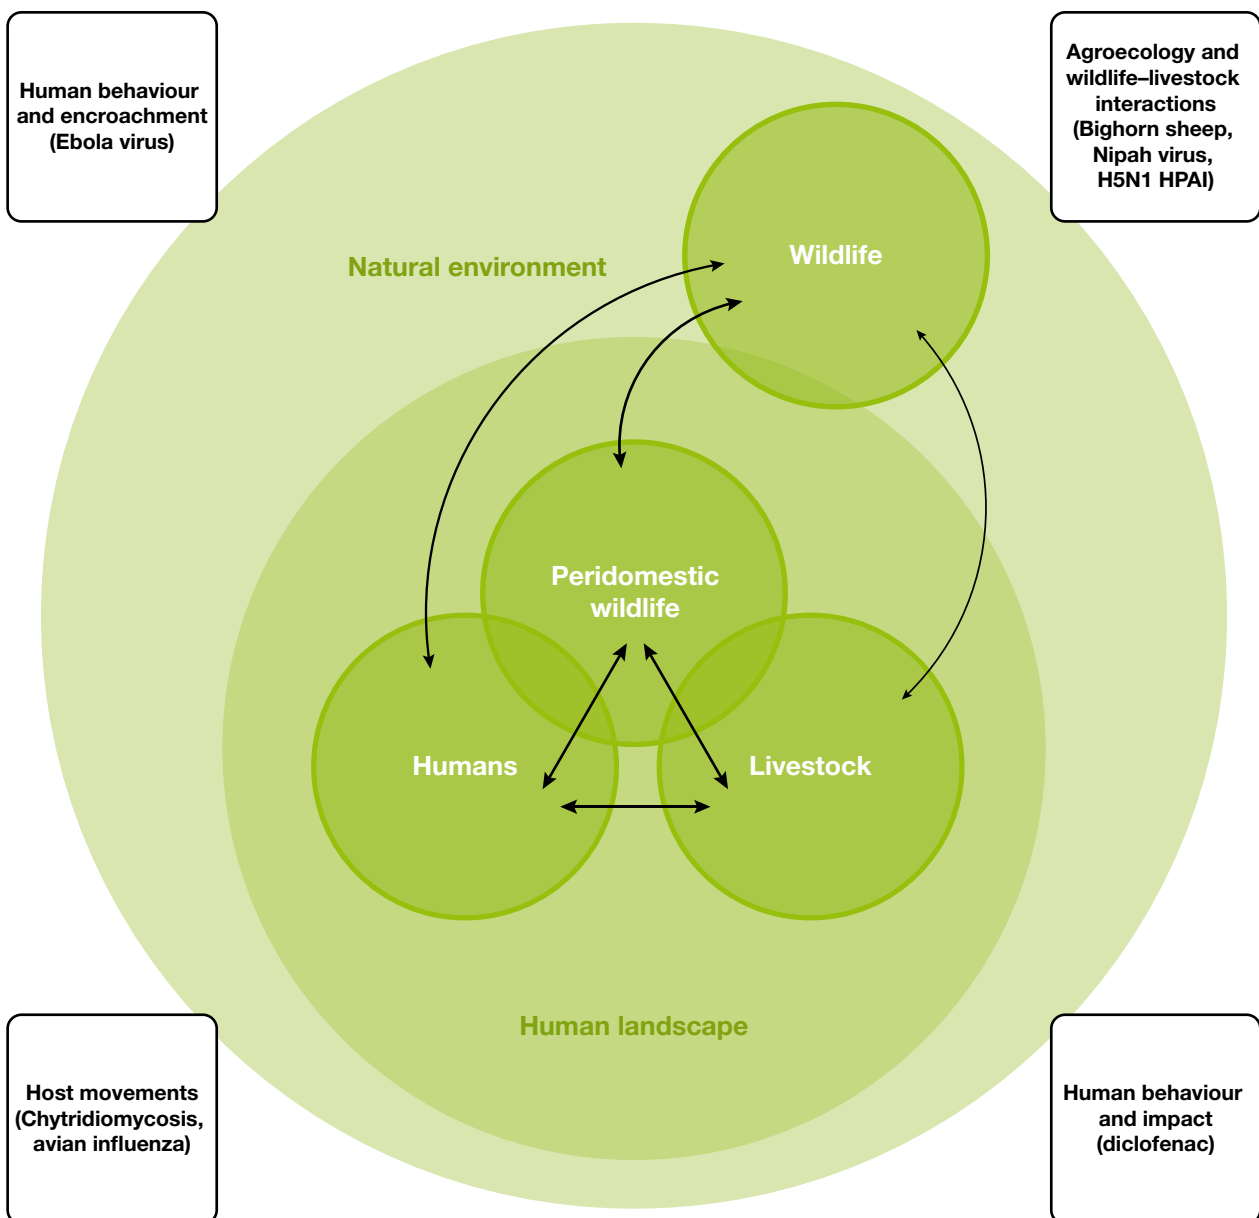 Human behaviour
and encroachment
(Ebola virus)
Agroecology and
wildlife–livestock
interactions
(Bighorn sheep,
Nipah virus,
H5N1 HPAI)
Wildlife
Natural environment
Peridomestic
wildlife
Humans
Livestock
Human landscape
Host movements
(Chytridiomycosis,
avian influenza)
Human behaviour
and impact
(diclofenac)